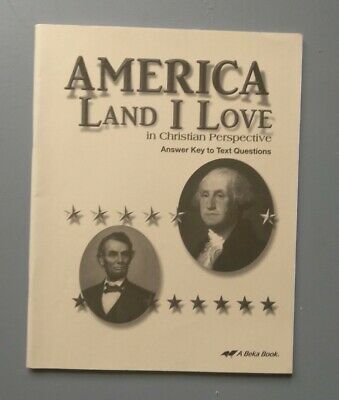 AMERICA
LAND I LOVE
in Christian Perspective
Answer Key to Text Questions
A Beka Book.